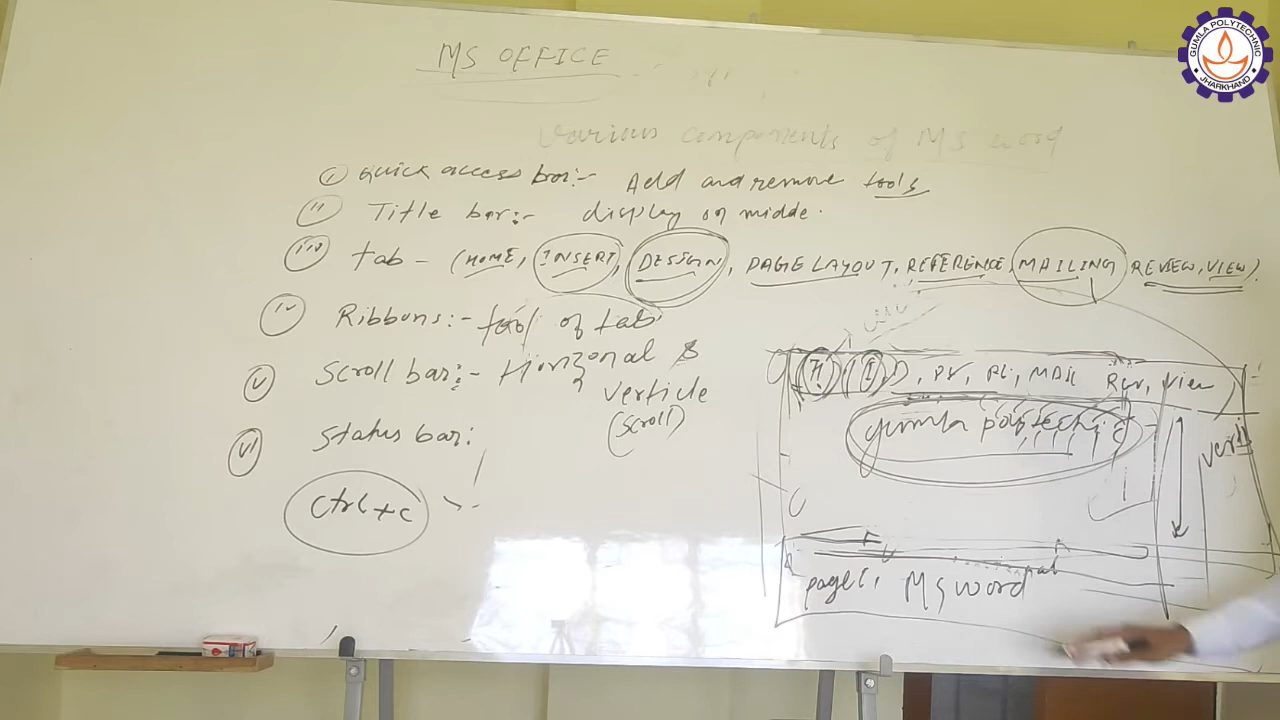 MS OFFICE
Various components of MS word
(i) Quick access bar:- Add and remove tools
(ii) Title bar:- display on midde.
(iii) tab - (HOME, INSERT, DESIGN, PAGE LAYOUT, REFERENCE, MAILING REVIEW, VIEW).
(iv) Ribbons:- tool of tab
(v) Scroll bar:- Horizonal &
verticle
(scroll)
(vi) Status bar:
Ctrl+c
H I D, PL, MAIL Rev, view
gumla polytechnic
verti
page 1, MS word
GUMLA POLYTECHNIC
JHARKHAND